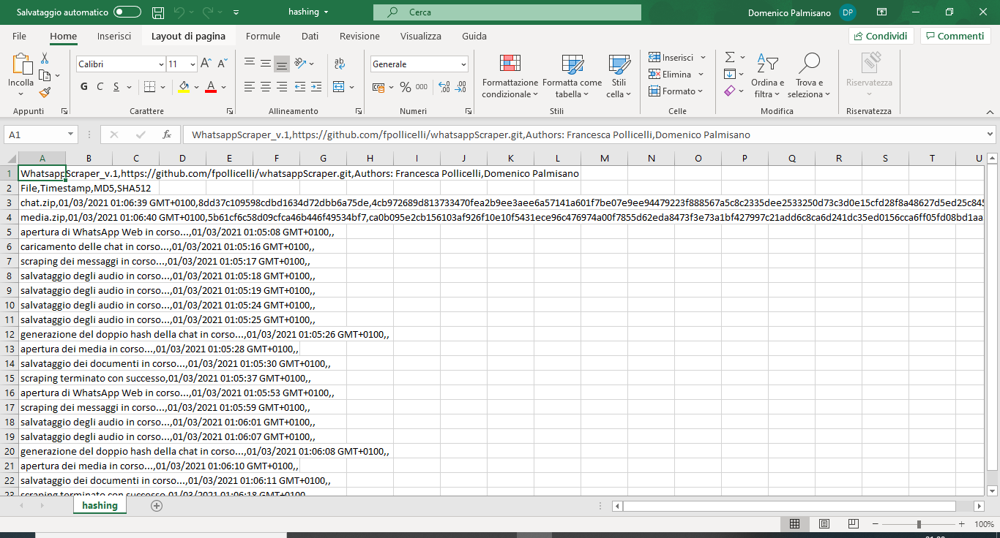 Salvataggio automatico hashing Cerca Domenico Palmisano DP
File Home Inserisci Layout di pagina Formule Dati Revisione Visualizza Guida Condividi Commenti
Calibri 11 Generale Inserisci
Incolla Formattazione condizionale Formatta come tabella Stili cella Elimina Ordina e filtra Trova e seleziona Riservatezza
G C S % 000 Formato
Appunti Carattere Allineamento Numeri Stili Celle Modifica Riservatezza
A1 fx WhatsappScraper_v.1,https://github.com/fpollicelli/whatsappScraper.git,Authors: Francesca Pollicelli,Domenico Palmisano
A B C D E F G H I J K L M N O P Q R S T U
1 WhatsappScraper_v.1,https://github.com/fpollicelli/whatsappScraper.git,Authors: Francesca Pollicelli,Domenico Palmisano
2 File,Timestamp,MD5,SHA512
3 chat.zip,01/03/2021 01:06:39 GMT+0100,8dd37c109598cdbd1634d72dbb6a75de,4cb972689d813733470fea2b9ee3aee6a57141a601f7be07e9ee94479223f888567a5c8c2335dee2533250d73c3d0e15cfd28f8a48627d5ed25c845
4 media.zip,01/03/2021 01:06:40 GMT+0100,5b61cf6c58d09cfca46b446f49534bf7,ca0b095e2cb156103af926f10e10f5431ece96c476974a00f7855d62eda8473f3e73a1bf427997c21add6c8ca6d241dc35ed0156cca6ff05fd08bd1aa
5 apertura di WhatsApp Web in corso...,01/03/2021 01:05:08 GMT+0100,,
6 caricamento delle chat in corso...,01/03/2021 01:05:16 GMT+0100,,
7 scraping dei messaggi in corso...,01/03/2021 01:05:17 GMT+0100,,
8 salvataggio degli audio in corso...,01/03/2021 01:05:18 GMT+0100,,
9 salvataggio degli audio in corso...,01/03/2021 01:05:19 GMT+0100,,
10 salvataggio degli audio in corso...,01/03/2021 01:05:24 GMT+0100,,
11 salvataggio degli audio in corso...,01/03/2021 01:05:25 GMT+0100,,
12 generazione del doppio hash della chat in corso...,01/03/2021 01:05:26 GMT+0100,,
13 apertura dei media in corso...,01/03/2021 01:05:28 GMT+0100,,
14 salvataggio dei documenti in corso...,01/03/2021 01:05:30 GMT+0100,,
15 scraping terminato con successo,01/03/2021 01:05:37 GMT+0100,,
16 apertura di WhatsApp Web in corso...,01/03/2021 01:05:53 GMT+0100,,
17 scraping dei messaggi in corso...,01/03/2021 01:05:59 GMT+0100,,
18 salvataggio degli audio in corso...,01/03/2021 01:06:01 GMT+0100,,
19 salvataggio degli audio in corso...,01/03/2021 01:06:07 GMT+0100,,
20 generazione del doppio hash della chat in corso...,01/03/2021 01:06:08 GMT+0100,,
21 apertura dei media in corso...,01/03/2021 01:06:10 GMT+0100,,
22 salvataggio dei documenti in corso...,01/03/2021 01:06:11 GMT+0100,,
23 scraping terminato con successo,01/03/2021 01:06:18 GMT+0100
hashing
100%